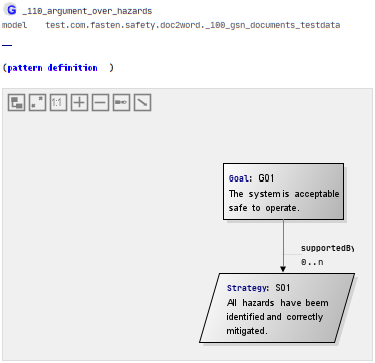 G _110_argument_over_hazards
model test.com.fasten.safety.doc2word._100_gsn_documents_testdata
(pattern definition )
1:1
Goal: G01
The system is acceptable
safe to operate.
supportedBy
0..n
Strategy: S01
All hazards have been
identified and correctly
mitigated.